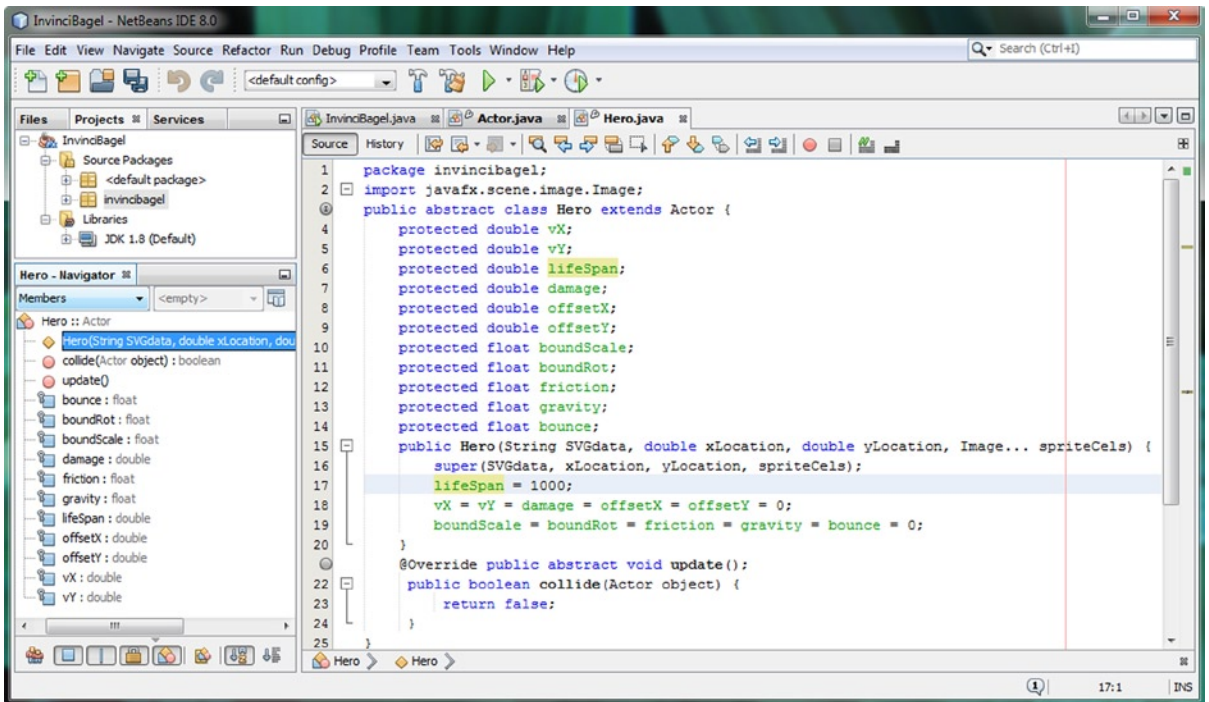 InvinciBagel - NetBeans IDE 8.0
File Edit View Navigate Source Refactor Run Debug Profile Team Tools Window Help
Search (Ctrl+I)
<default config>
Files Projects Services
InvinciBagel
Source Packages
<default package>
invincibagel
Libraries
JDK 1.8 (Default)
Hero - Navigator
Members <empty>
Hero :: Actor
Hero(String SVGdata, double xLocation, dou
collide(Actor object) : boolean
update()
bounce : float
boundRot : float
boundScale : float
damage : double
friction : float
gravity : float
lifeSpan : double
offsetX : double
offsetY : double
vX : double
vY : double
InvinciBagel.java Actor.java Hero.java
Source History
1 package invincibagel;
2 import javafx.scene.image.Image;
public abstract class Hero extends Actor {
4 protected double vX;
5 protected double vY;
6 protected double lifeSpan;
7 protected double damage;
8 protected double offsetX;
9 protected double offsetY;
10 protected float boundScale;
11 protected float boundRot;
12 protected float friction;
13 protected float gravity;
14 protected float bounce;
15 public Hero(String SVGdata, double xLocation, double yLocation, Image... spriteCels) {
16 super(SVGdata, xLocation, yLocation, spriteCels);
17 lifeSpan = 1000;
18 vX = vY = damage = offsetX = offsetY = 0;
19 boundScale = boundRot = friction = gravity = bounce = 0;
20 }
@Override public abstract void update();
22 public boolean collide(Actor object) {
23 return false;
24 }
25 }
Hero Hero
1 17:1 INS